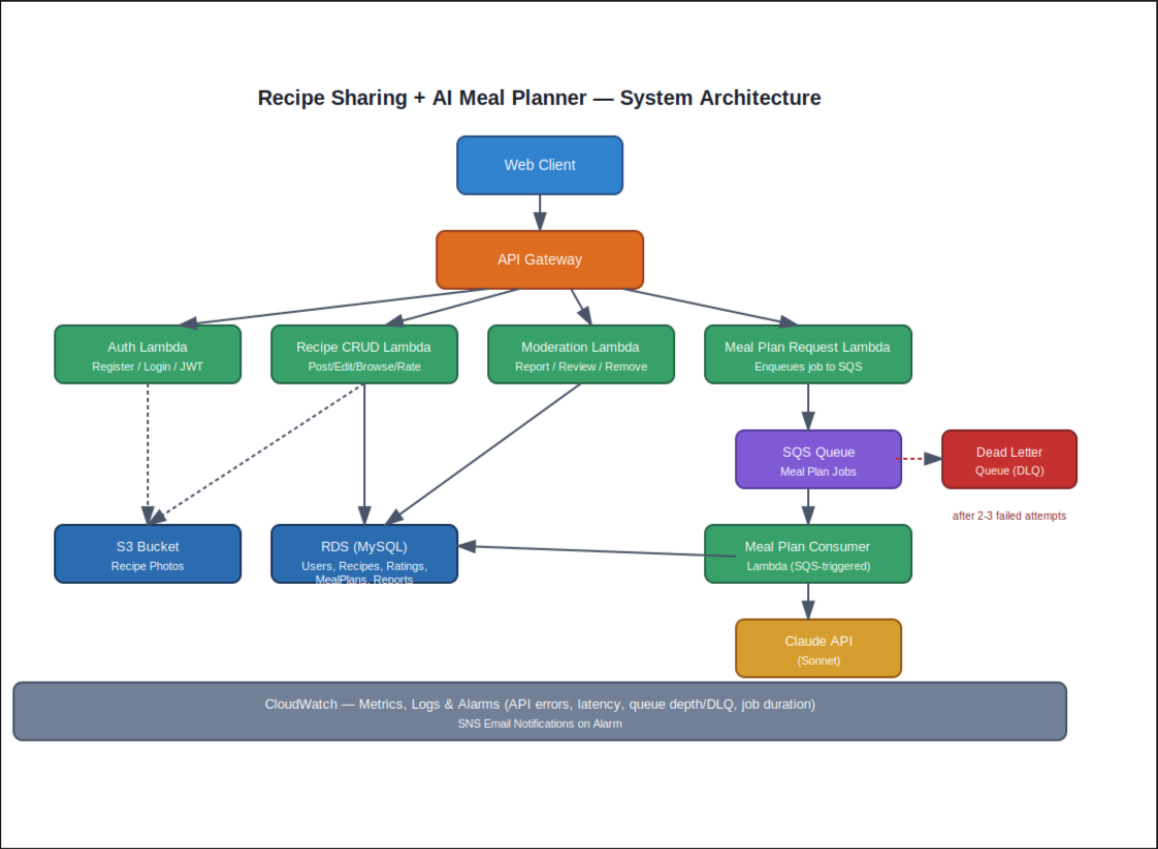 Recipe Sharing + AI Meal Planner — System Architecture
Web Client
API Gateway
Auth Lambda
Register / Login / JWT
Recipe CRUD Lambda
Post/Edit/Browse/Rate
Moderation Lambda
Report / Review / Remove
Meal Plan Request Lambda
Enqueues job to SQS
SQS Queue
Meal Plan Jobs
Dead Letter
Queue (DLQ)
after 2-3 failed attempts
S3 Bucket
Recipe Photos
RDS (MySQL)
Users, Recipes, Ratings,
MealPlans, Reports
Meal Plan Consumer
Lambda (SQS-triggered)
Claude API
(Sonnet)
CloudWatch — Metrics, Logs & Alarms (API errors, latency, queue depth/DLQ, job duration)
SNS Email Notifications on Alarm